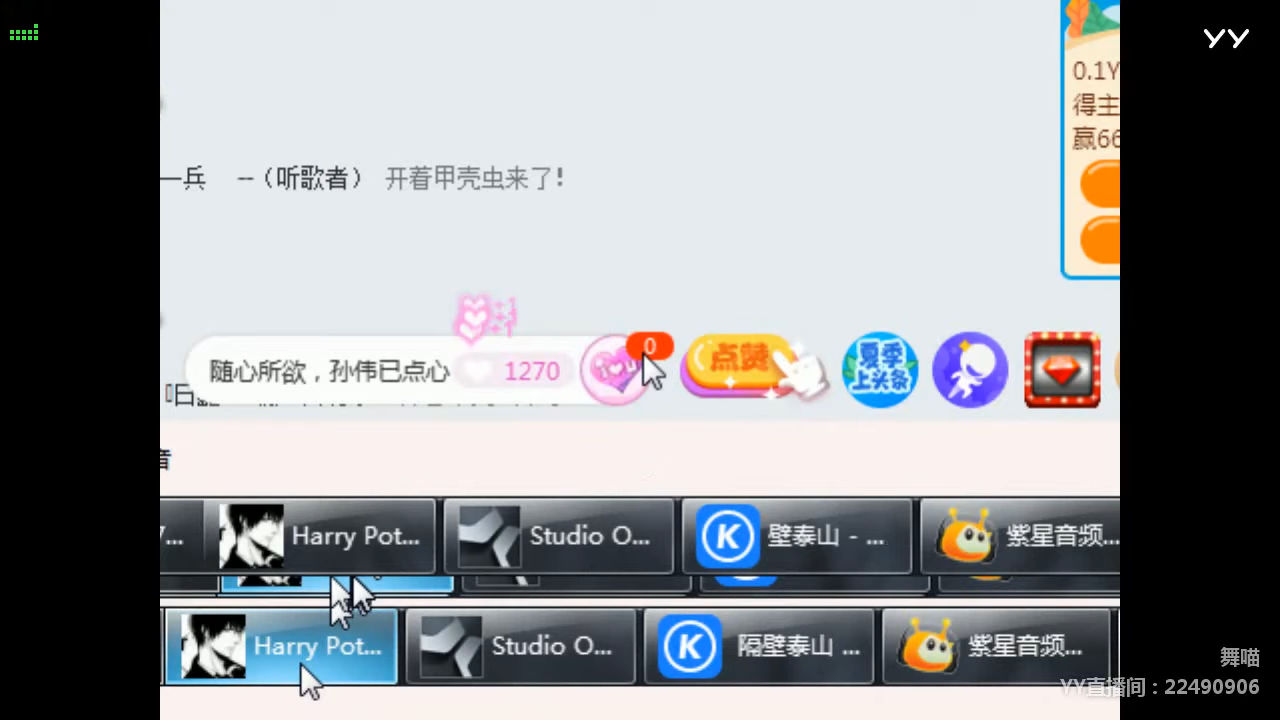 YY
0.1Y
得主
赢66
一兵 --（听歌者） 开着甲壳虫来了!
随心所欲，孙伟已点心 1270
0
点赞
夏季
上头条
Harry Pot...
Studio O...
K 壁泰山 - ...
紫星音频...
Harry Pot...
Studio O...
K 隔壁泰山 ...
紫星音频...
舞喵
YY直播间：22490906